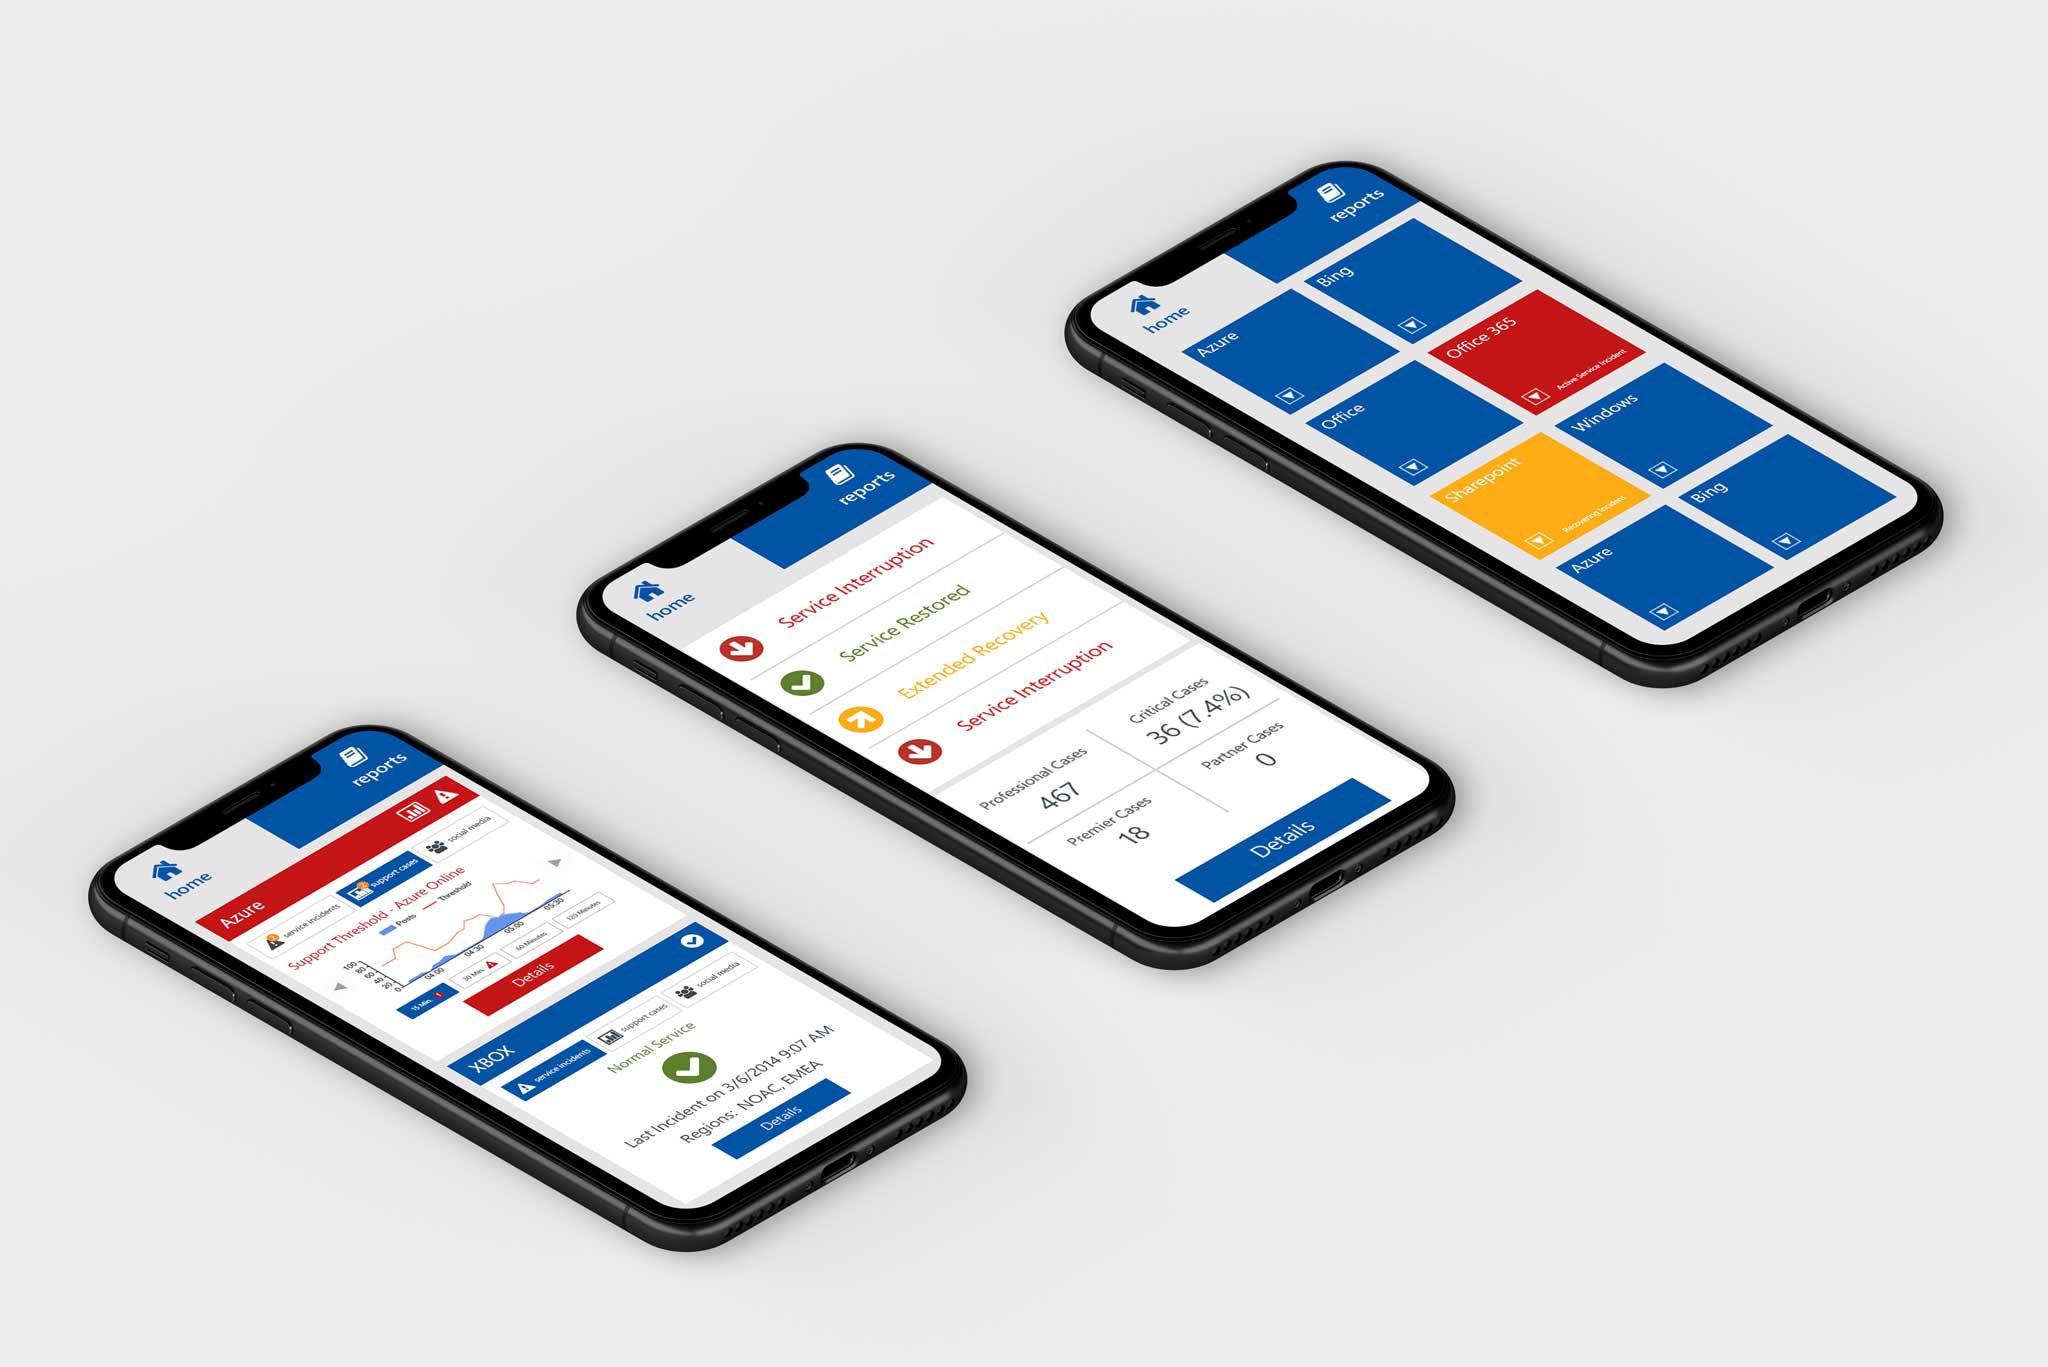 home
reports
Azure
service incidents
support cases
social media
Support Threshold - Azure Online
Posts
Threshold
100
80
60
40
20
0
04:00
04:30
05:00
05:30
15 Min.
30 Min.
60 Minutes
120 Minutes
Details
XBOX
service incidents
support cases
social media
Normal Service
Last Incident on 3/6/2014 9:07 AM
Regions: NOAC, EMEA
Details
home
reports
Service Interruption
Service Restored
Extended Recovery
Service Interruption
Professional Cases
467
Critical Cases
36 (7.4%)
Premier Cases
18
Partner Cases
0
Details
home
reports
Azure
Bing
Office
Office 365
Active Service Incident
Sharepoint
Recovering Incident
Windows
Azure
Bing